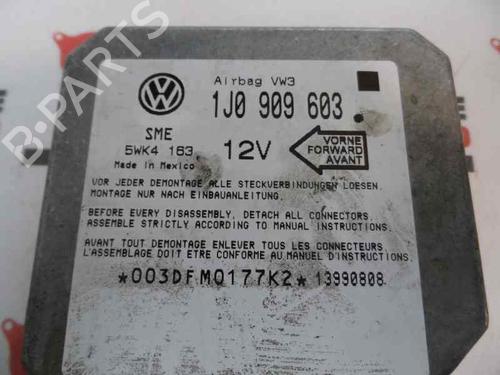 Airbag VW3
1J0 909 603
SME
5WK4 163
12V
VORNE
FORWARD
AVANT
Made in Mexico
VOR JEDER DEMONTAGE ALLE STECKVERBINDUNGEN LOESEN.
MONTAGE NUR NACH EINBAUANLEITUNG.
BEFORE EVERY DISASSEMBLY, DETACH ALL CONNECTORS.
ASSEMBLE STRICTLY ACCORDING TO MANUAL INSTRUCTIONS.
AVANT TOUT DEMONTAGE ENLEVER TOUS LES CONNECTEURS
L'ASSEMBLAGE DOIT ETRE CONFORME AU MANUEL D'INSTRUCTIONS.
*003DFM0177K2* 13990808